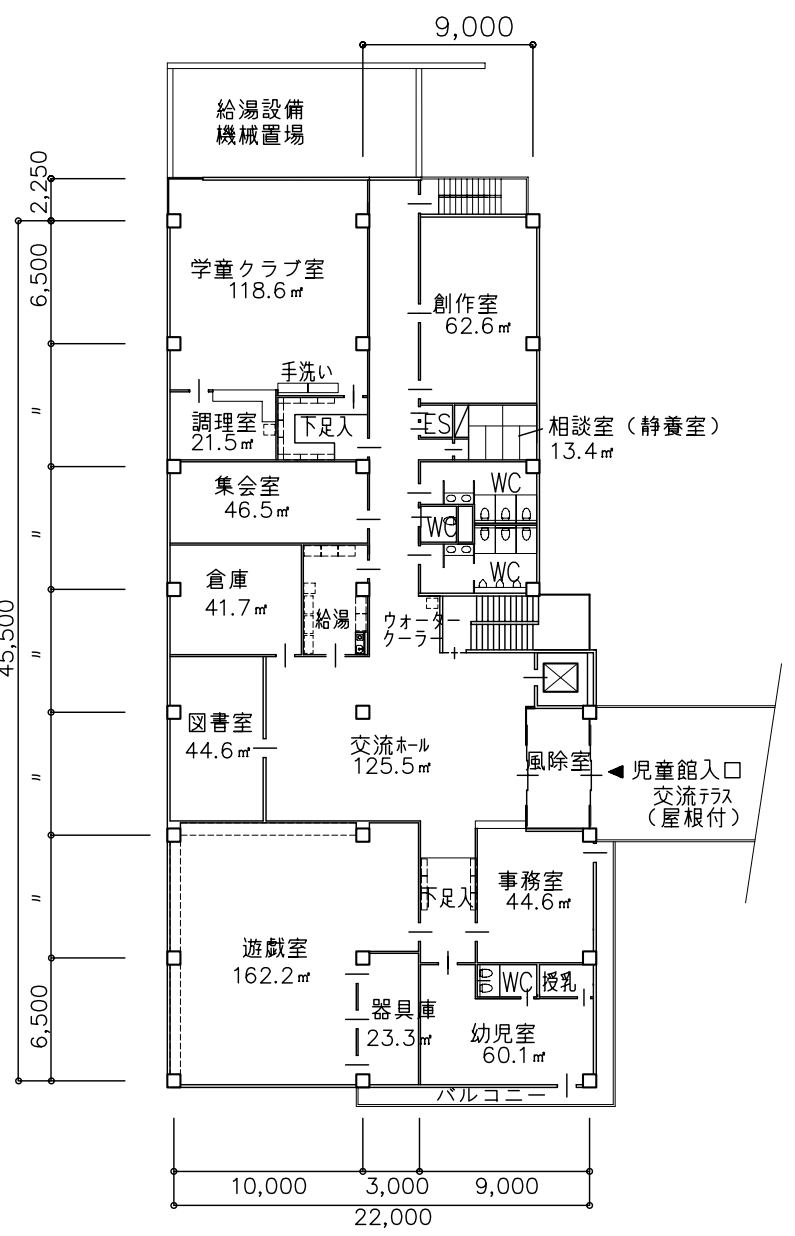 9,000
給湯設備
機械置場
2,250
6,500
学童クラブ室
118.6㎡
創作室
62.6㎡
手洗い
〃
調理室
21.5㎡
下足入
ES
相談室（静養室）
13.4㎡
集会室
46.5㎡
WC
WC
〃
倉庫
41.7㎡
WC
給湯
ウォーター
クーラー
45,500
〃
図書室
44.6㎡
交流ﾎｰﾙ
125.5㎡
風除室
児童館入口
交流ﾃﾗｽ
（屋根付）
〃
下足入
事務室
44.6㎡
〃
遊戯室
162.2㎡
WC
授乳
器具庫
23.3㎡
幼児室
60.1㎡
6,500
バルコニー
10,000
3,000
9,000
22,000